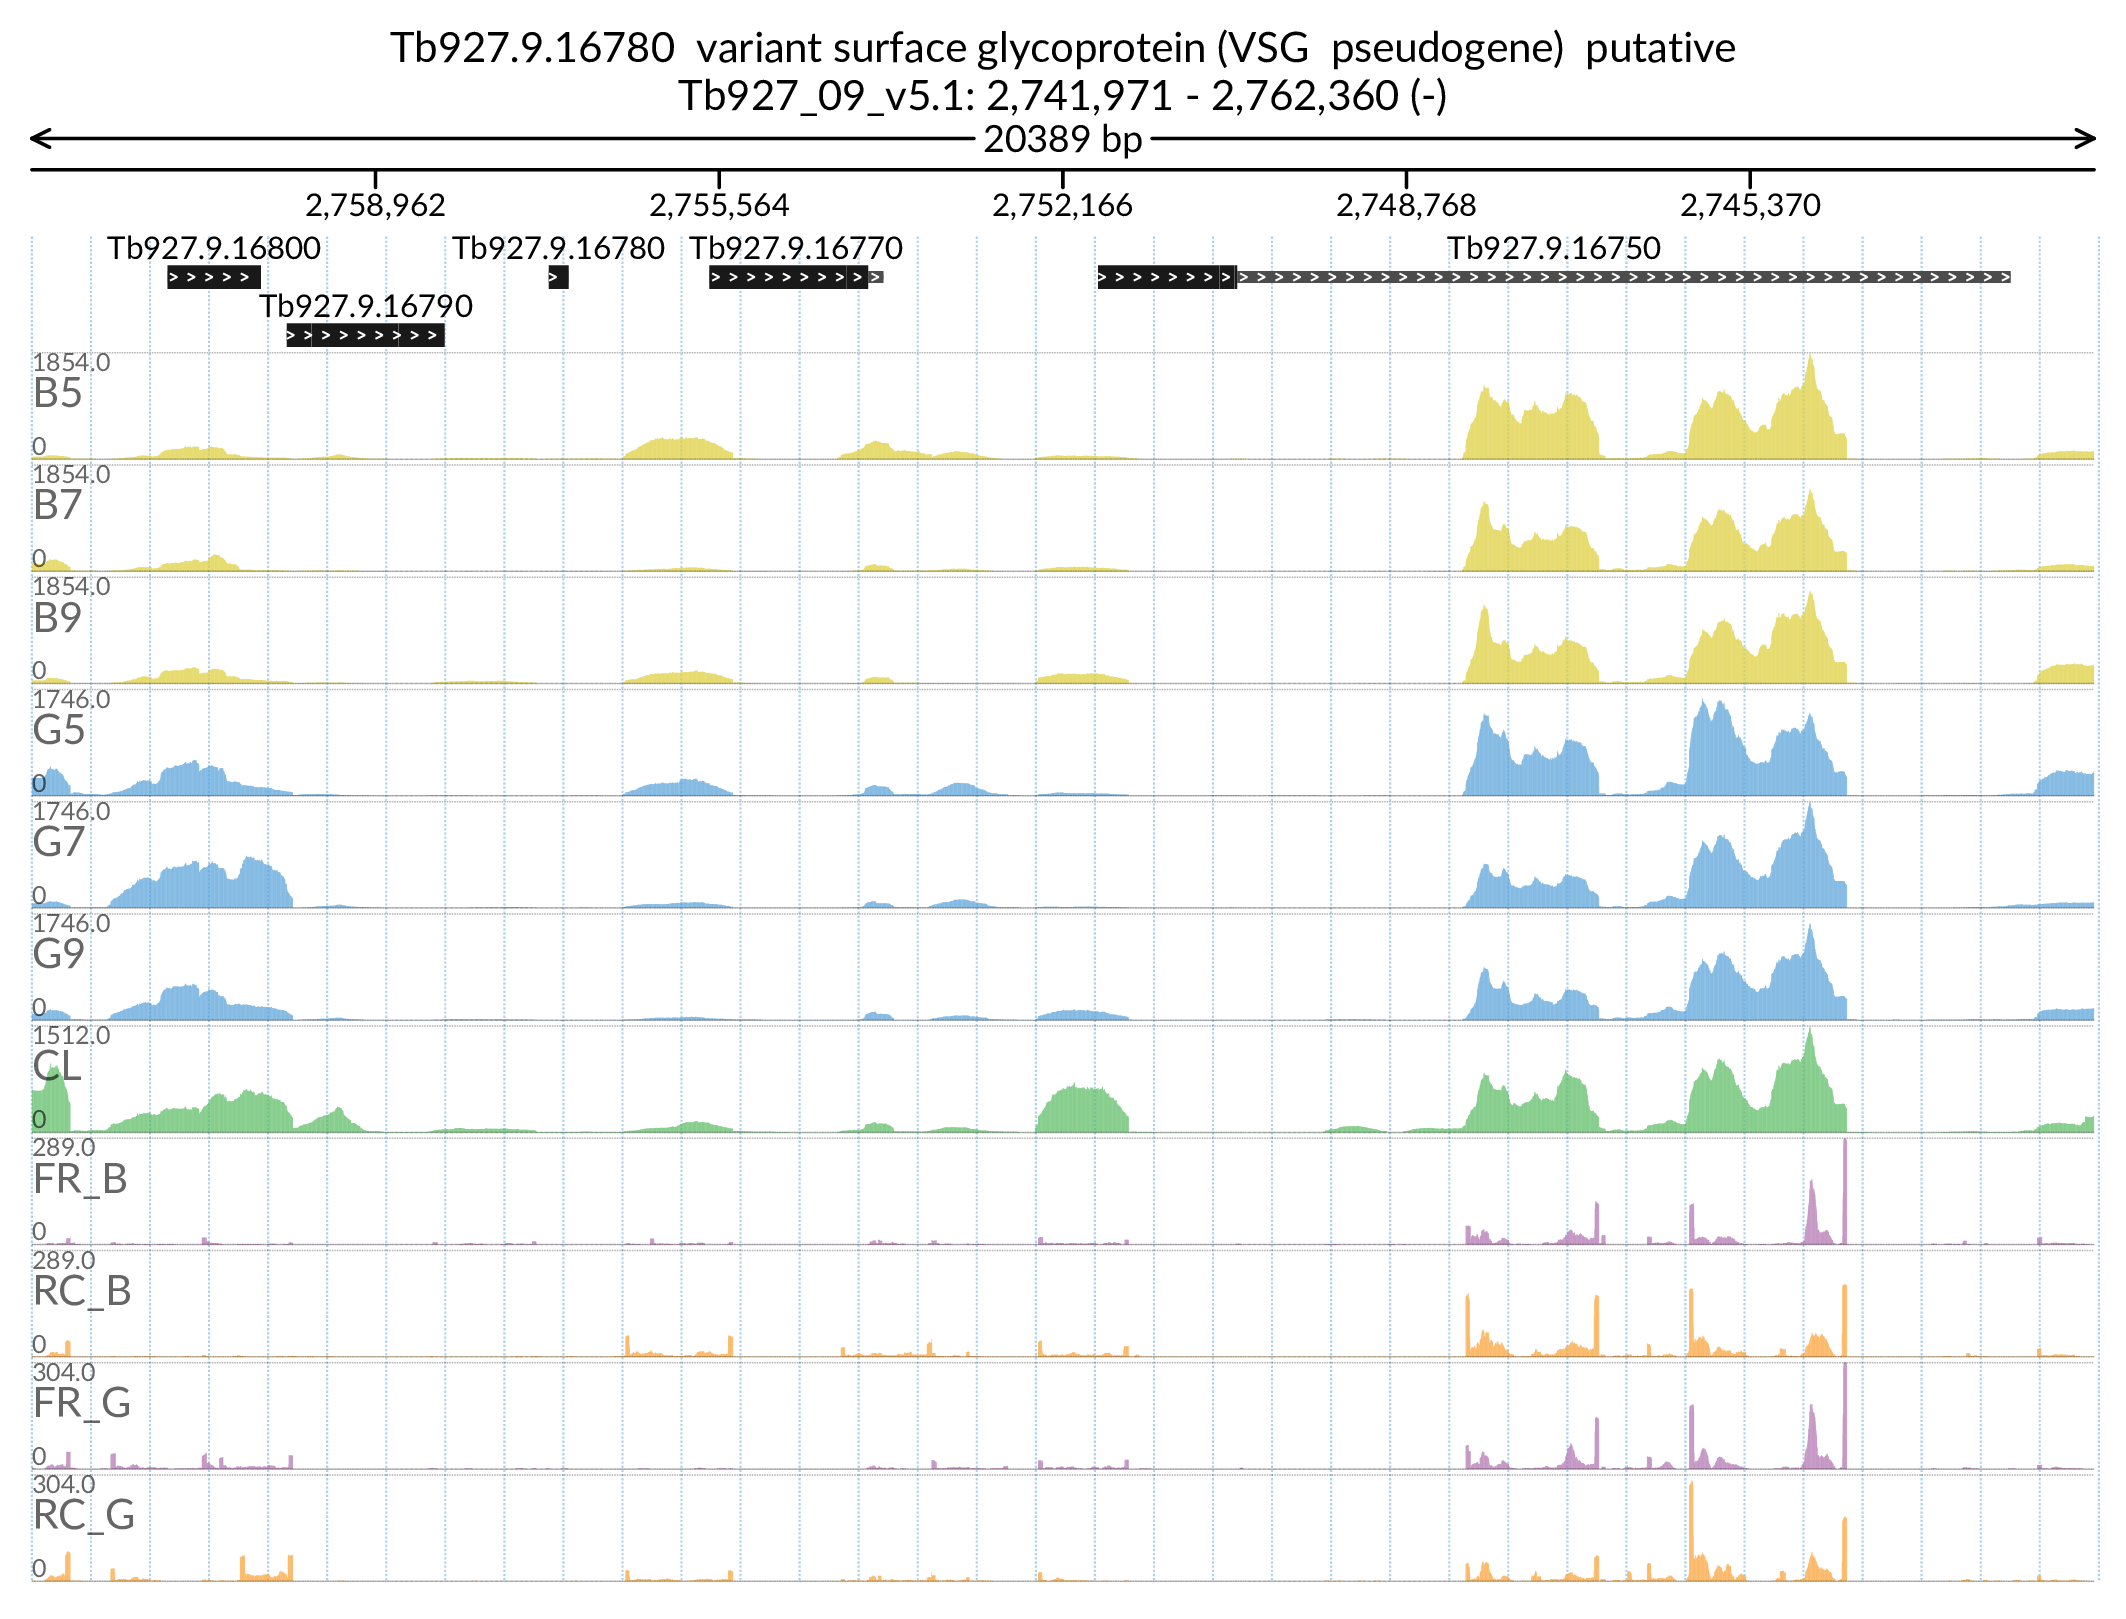 Tb927.9.16780  variant surface glycoprotein (VSG  pseudogene)  putative
Tb927_09_v5.1: 2,741,971 - 2,762,360 (-)
20389 bp
2,758,962 2,755,564 2,752,166 2,748,768 2,745,370
Tb927.9.16800 Tb927.9.16780 Tb927.9.16770 Tb927.9.16750
Tb927.9.16790
1854.0
B5
0
1854.0
B7
0
1854.0
B9
0
1746.0
G5
0
1746.0
G7
0
1746.0
G9
0
1512.0
CL
0
289.0
FR_B
0
289.0
RC_B
0
304.0
FR_G
0
304.0
RC_G
0